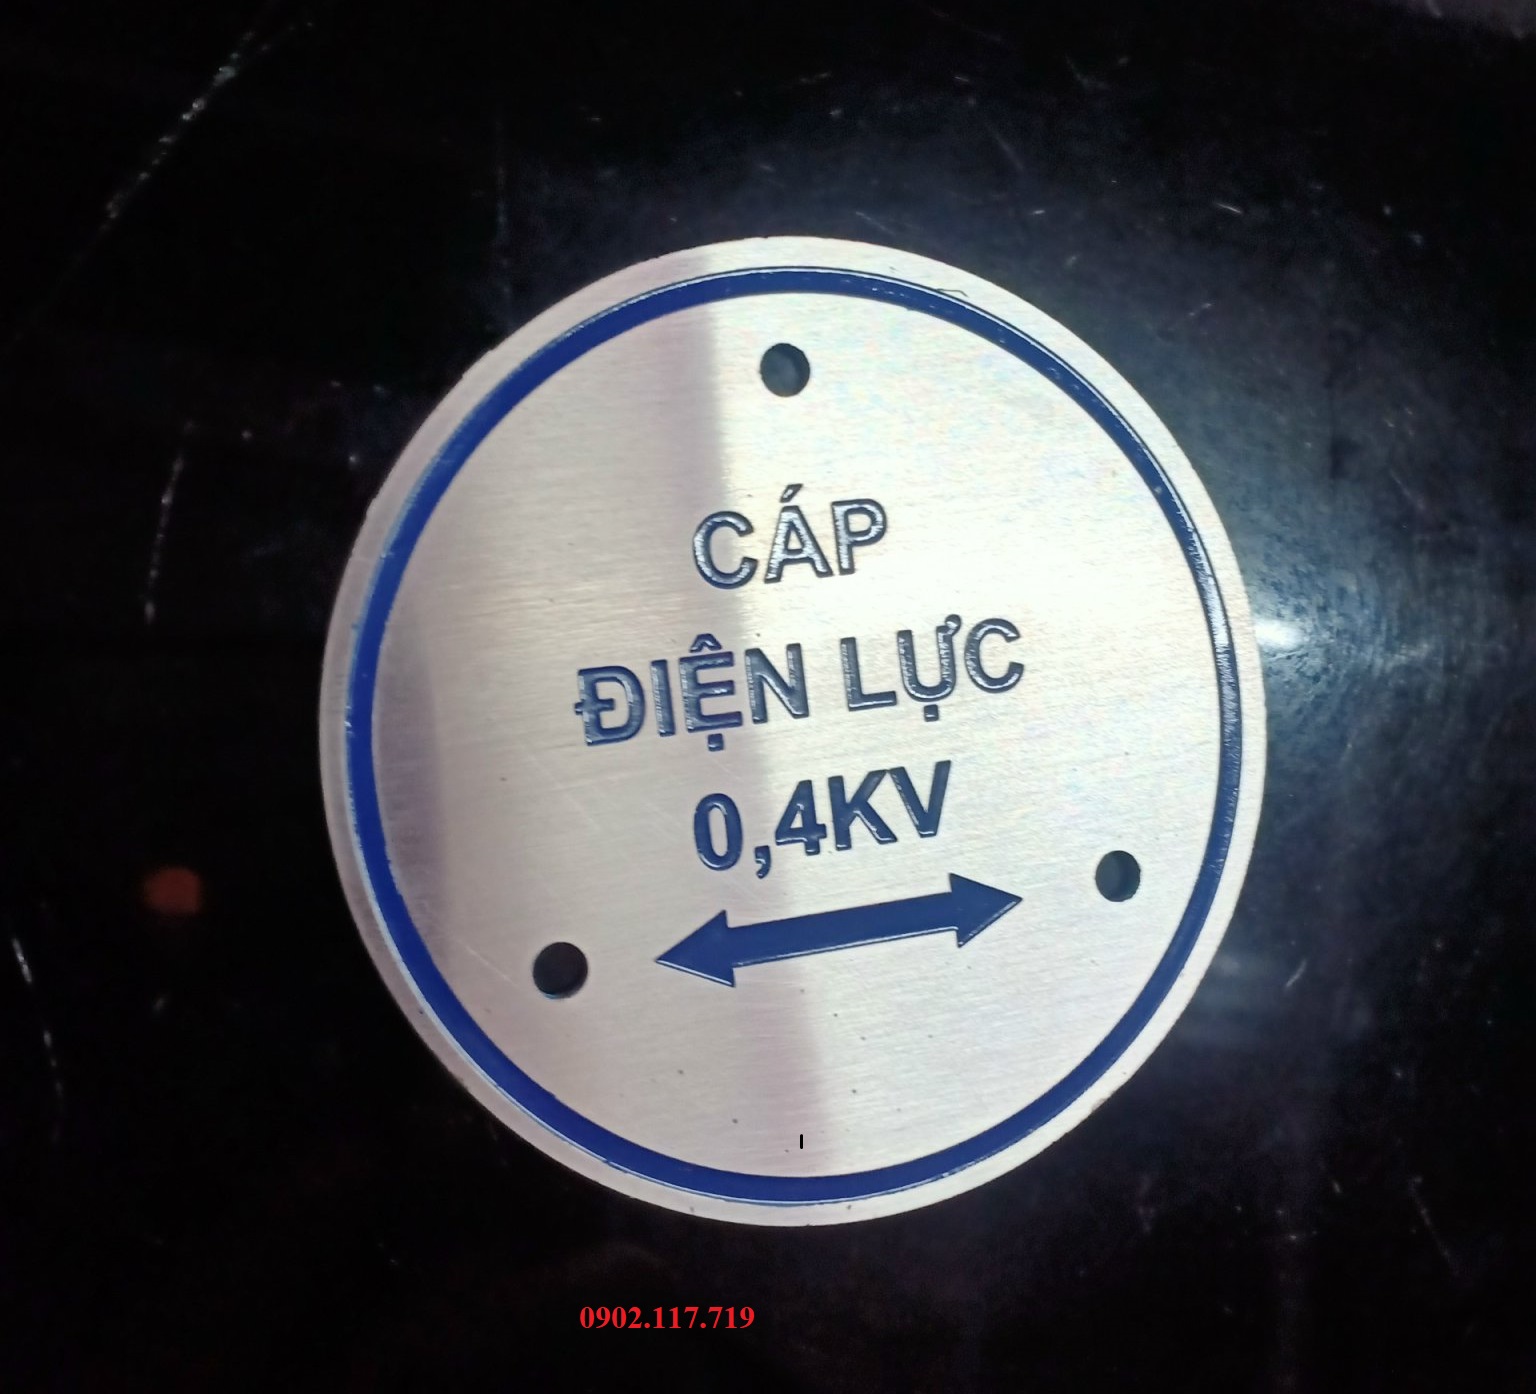 CÁP
ĐIỆN LỰC
0,4KV
0902.117.719